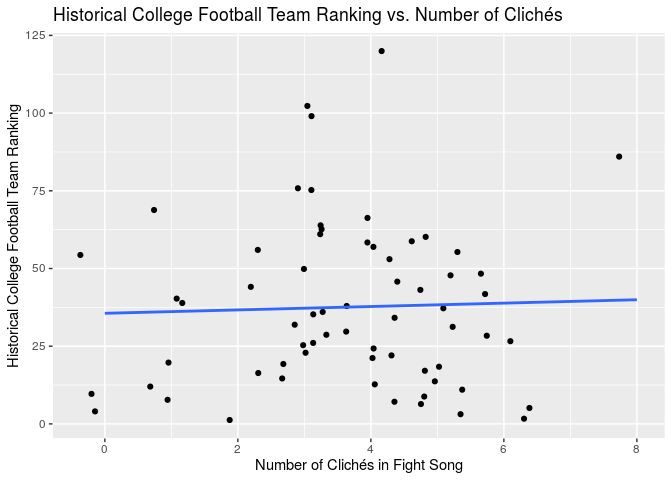 Historical College Football Team Ranking vs. Number of Clichés
125
100
75
50
25
0
Historical College Football Team Ranking
0 2 4 6 8
Number of Clichés in Fight Song